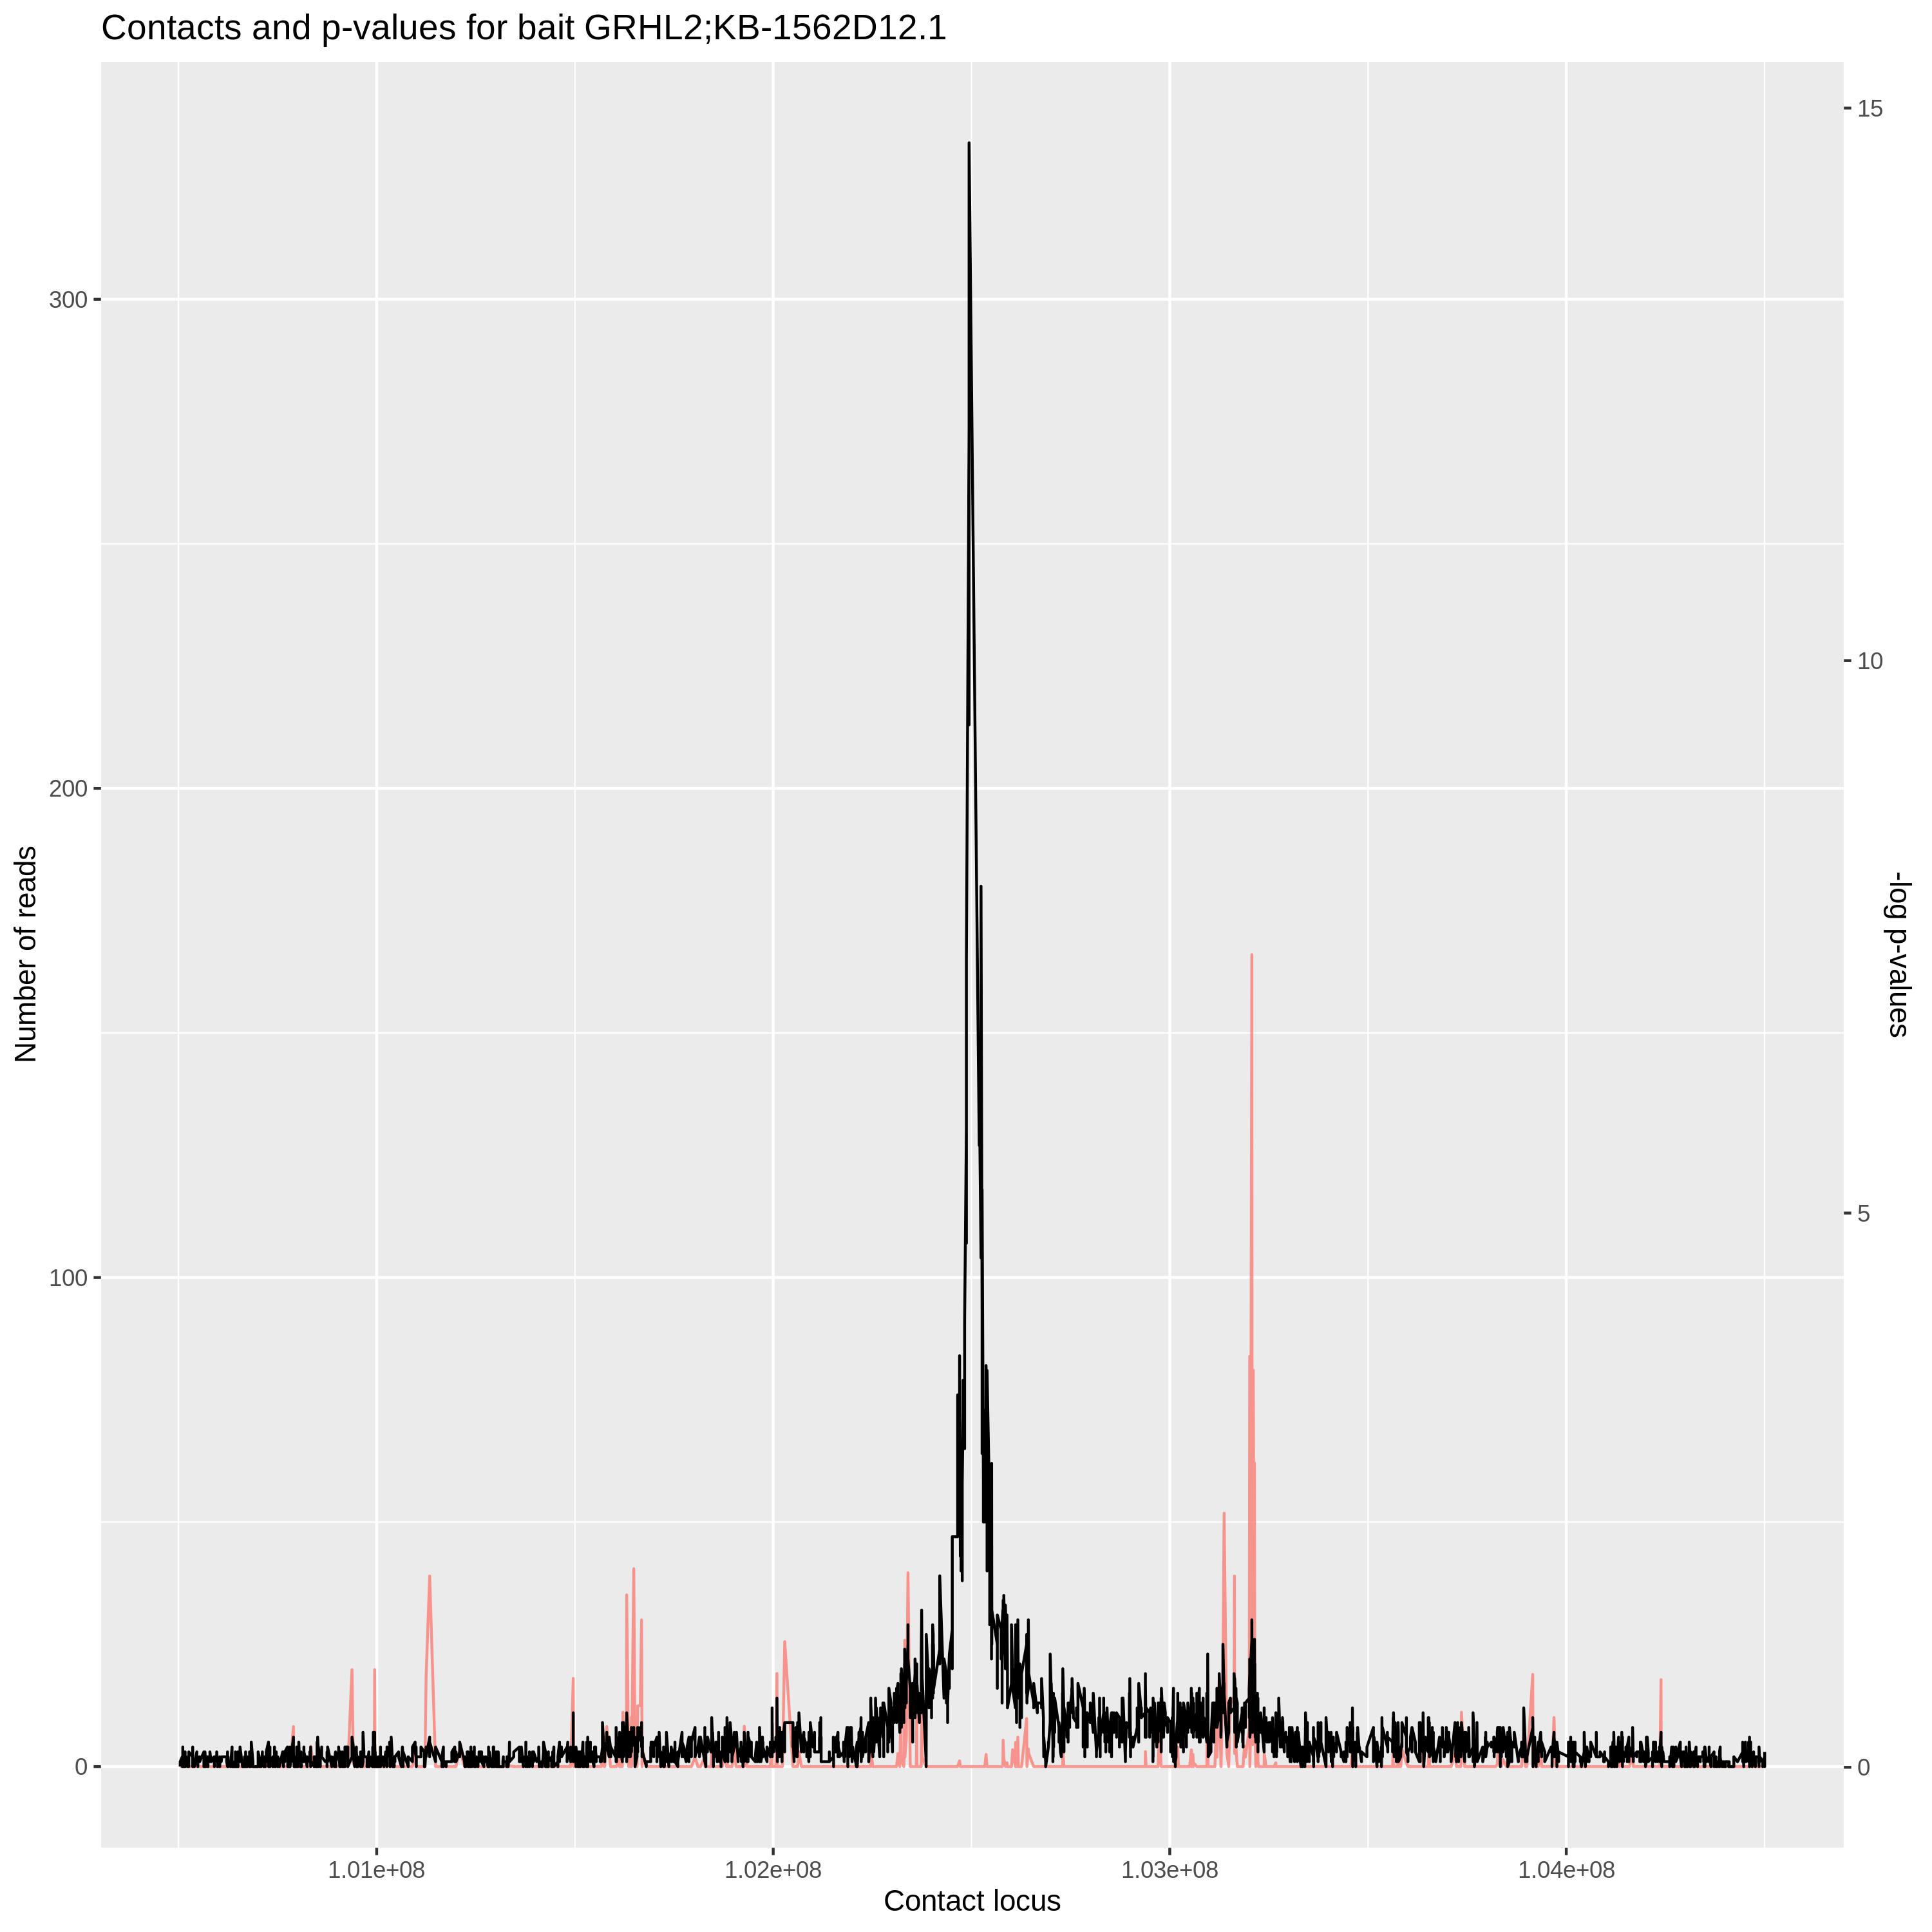 Contacts and p-values for bait GRHL2;KB-1562D12.1
15
300
10
200
Number of reads
-log p-values
5
100
0
0
1.01e+08
1.02e+08
1.03e+08
1.04e+08
Contact locus